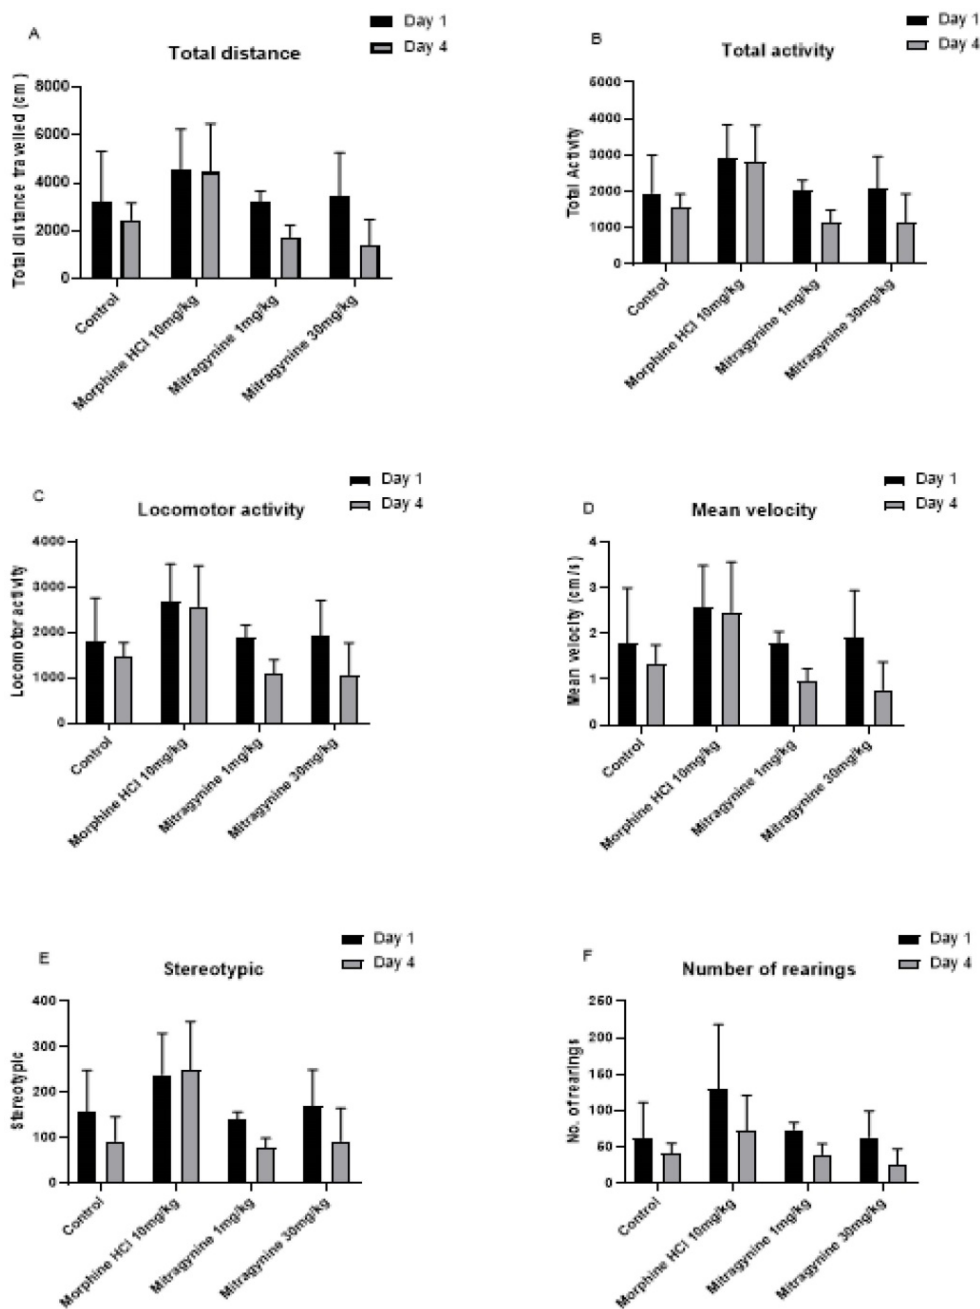 A
Total distance
Day 1
Day 4
Total distance travelled (cm)
8000
6000
4000
2000
0
Control
Morphine HCl 10mg/kg
Mitragynine 1mg/kg
Mitragynine 30mg/kg
B
Total activity
Day 1
Day 4
Total Activity
5000
4000
3000
2000
1000
0
Control
Morphine HCl 10mg/kg
Mitragynine 1mg/kg
Mitragynine 30mg/kg
C
Locomotor activity
Day 1
Day 4
Locomotor activity
4000
3000
2000
1000
0
Control
Morphine HCl 10mg/kg
Mitragynine 1mg/kg
Mitragynine 30mg/kg
D
Mean velocity
Day 1
Day 4
Mean velocity (cm/s)
4
3
2
1
0
Control
Morphine HCl 10mg/kg
Mitragynine 1mg/kg
Mitragynine 30mg/kg
E
Stereotypic
Day 1
Day 4
Stereotypic
400
300
200
100
0
Control
Morphine HCl 10mg/kg
Mitragynine 1mg/kg
Mitragynine 30mg/kg
F
Number of rearings
Day 1
Day 4
No. of rearings
250
200
150
100
50
0
Control
Morphine HCl 10mg/kg
Mitragynine 1mg/kg
Mitragynine 30mg/kg